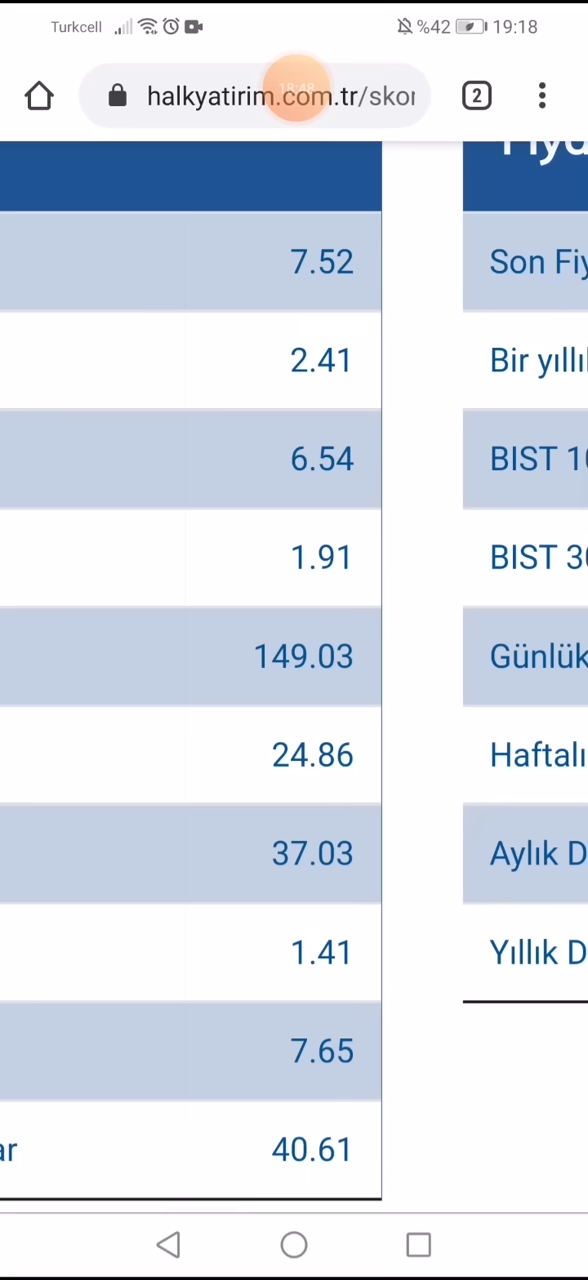 Turkcell %42 19:18
halkyatirim.com.tr/skor 2
7.52 Son Fiy
2.41 Bir yıllı
6.54 BIST 10
1.91 BIST 30
149.03 Günlük
24.86 Haftalı
37.03 Aylık D
1.41 Yıllık D
7.65
ar 40.61